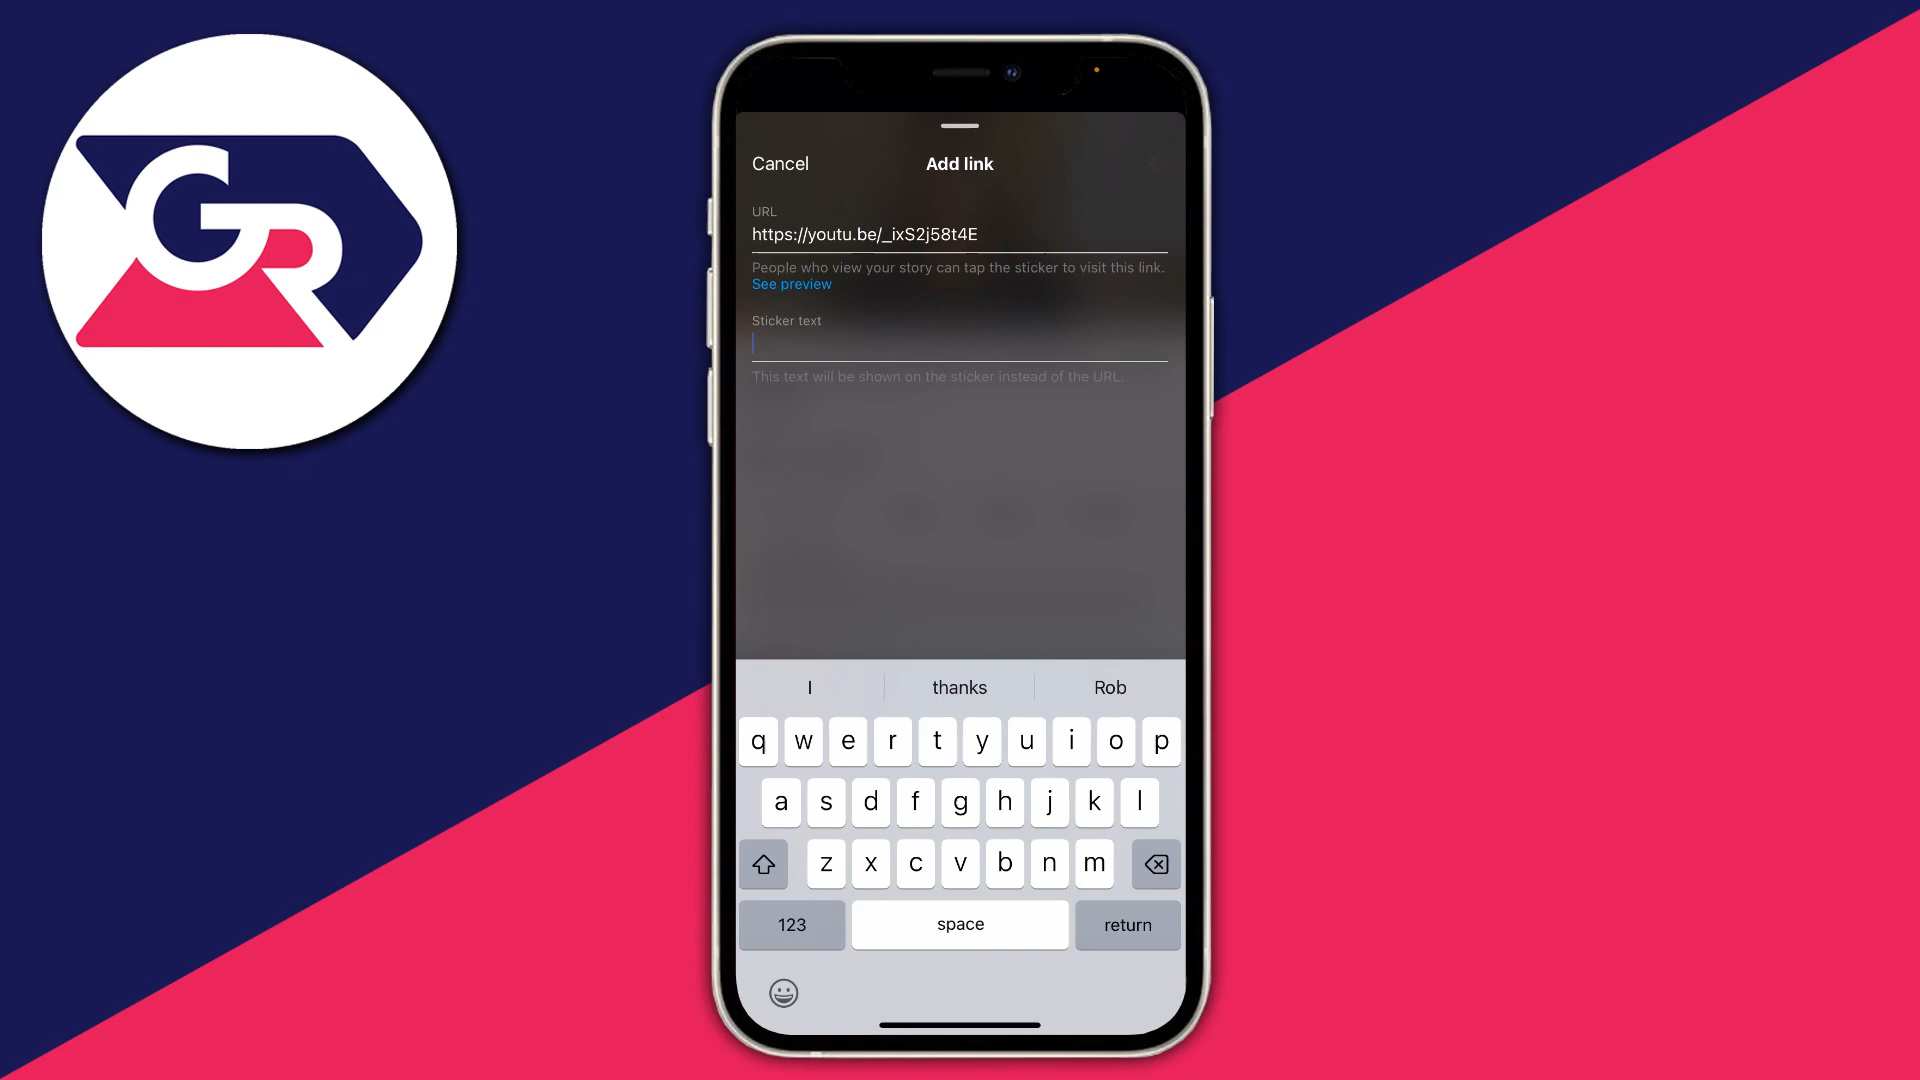 GR
Cancel
Add link
URL
https://youtu.be/_ixS2j58t4E
People who view your story can tap the sticker to visit this link.
See preview
Sticker text
This text will be shown on the sticker instead of the URL.
I thanks Rob
q w e r t y u i o p
a s d f g h j k l
z x c v b n m
123 space return